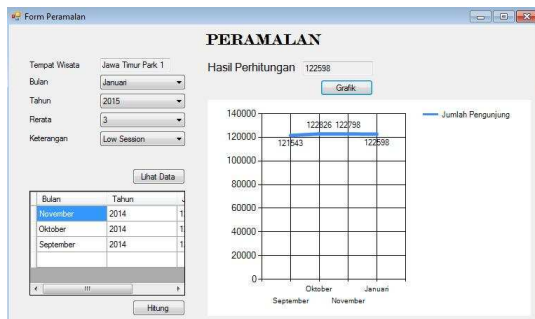 Form Peramalan
PERAMALAN
Tempat Wisata Jawa Timur Park 1
Bulan Januari
Tahun 2015
Rerata 3
Keterangan Low Session
Lihat Data
Bulan Tahun
November 2014
Oktober 2014
September 2014
Hitung
Hasil Perhitungan 122598
Grafik
140000
120000
100000
80000
60000
40000
20000
0
121543 122826 122798 122598
Jumlah Pengunjung
September Oktober November Januari